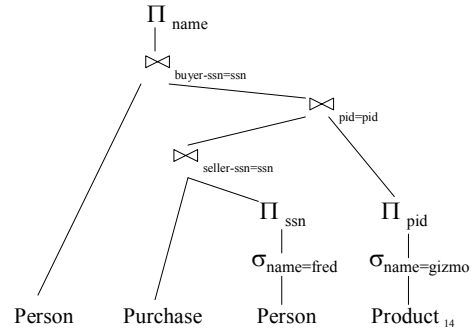 Π name
⋈ buyer-ssn=ssn
⋈ pid=pid
⋈ seller-ssn=ssn
Π ssn Π pid
σ name=fred σ name=gizmo
Person Purchase Person Product 14